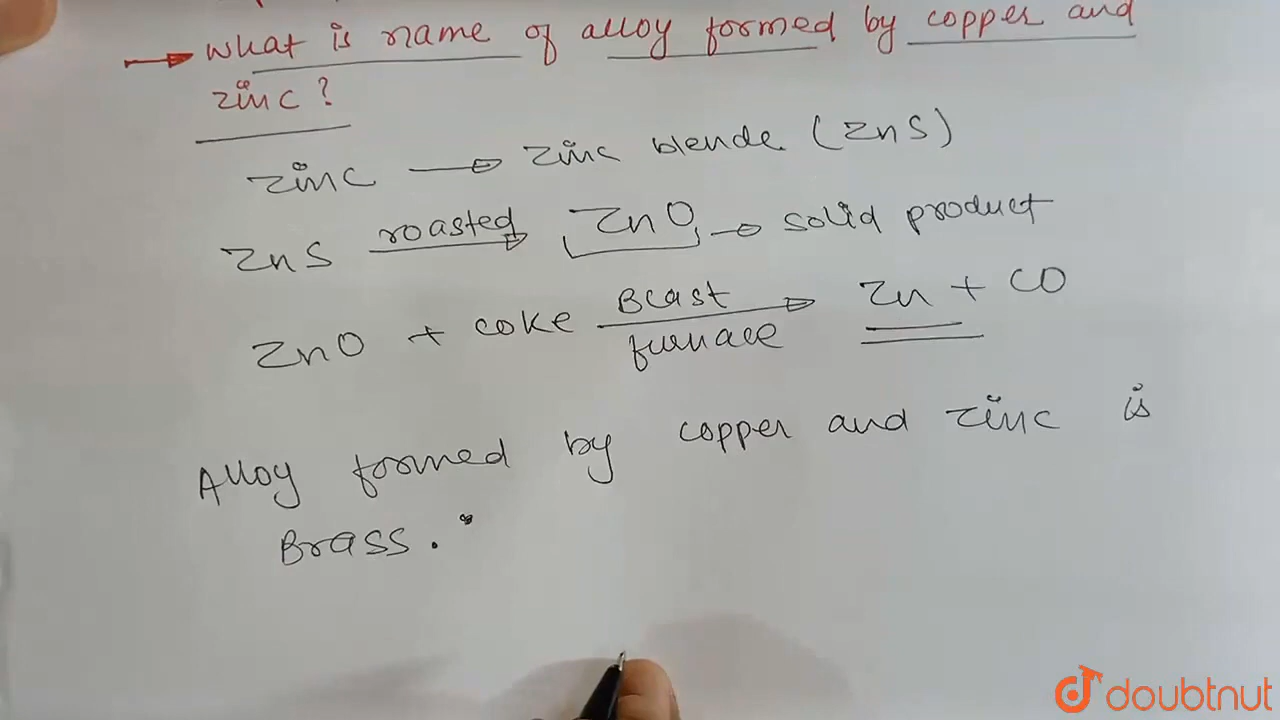 What is name of alloy formed by copper and
zinc?
zinc → zinc blende (ZnS)
ZnS roasted → ZnO → solid product
ZnO + coke Blast furnace → Zn + CO
Alloy formed by copper and zinc is
Brass.
doubtnut